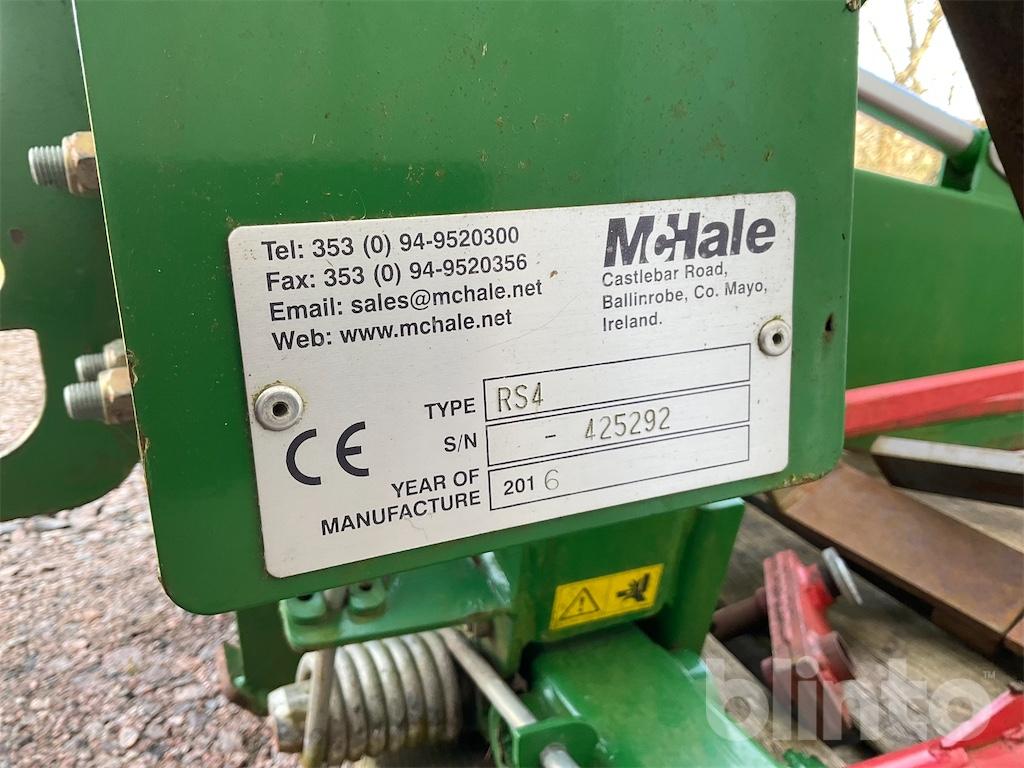 Tel: 353 (0) 94-9520300
Fax: 353 (0) 94-9520356
Email: sales@mchale.net
Web: www.mchale.net
McHale
Castlebar Road,
Ballinrobe, Co. Mayo,
Ireland.
TYPE RS4
S/N - 425292
CE
YEAR OF
MANUFACTURE 2016
blinto™